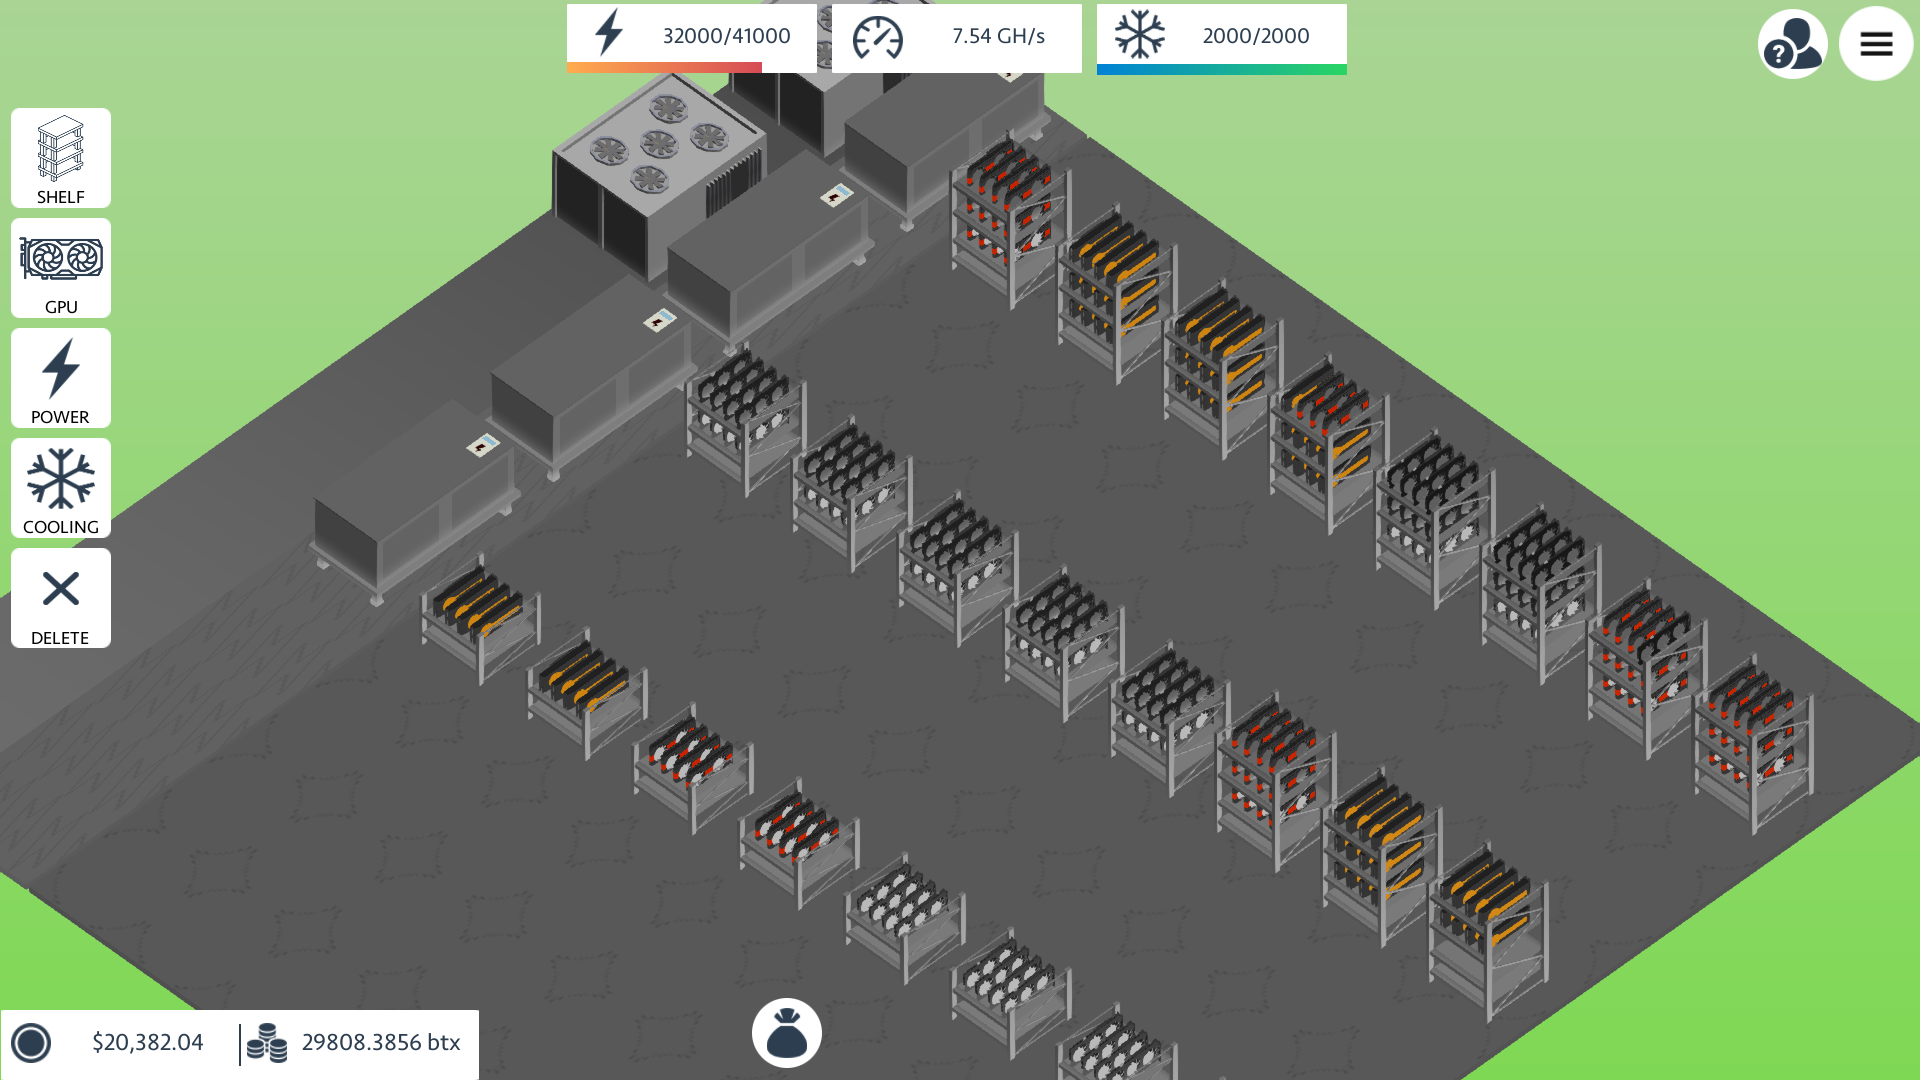 32000/41000
7.54 GH/s
2000/2000
SHELF
GPU
POWER
COOLING
DELETE
$20,382.04
29808.3856 btx